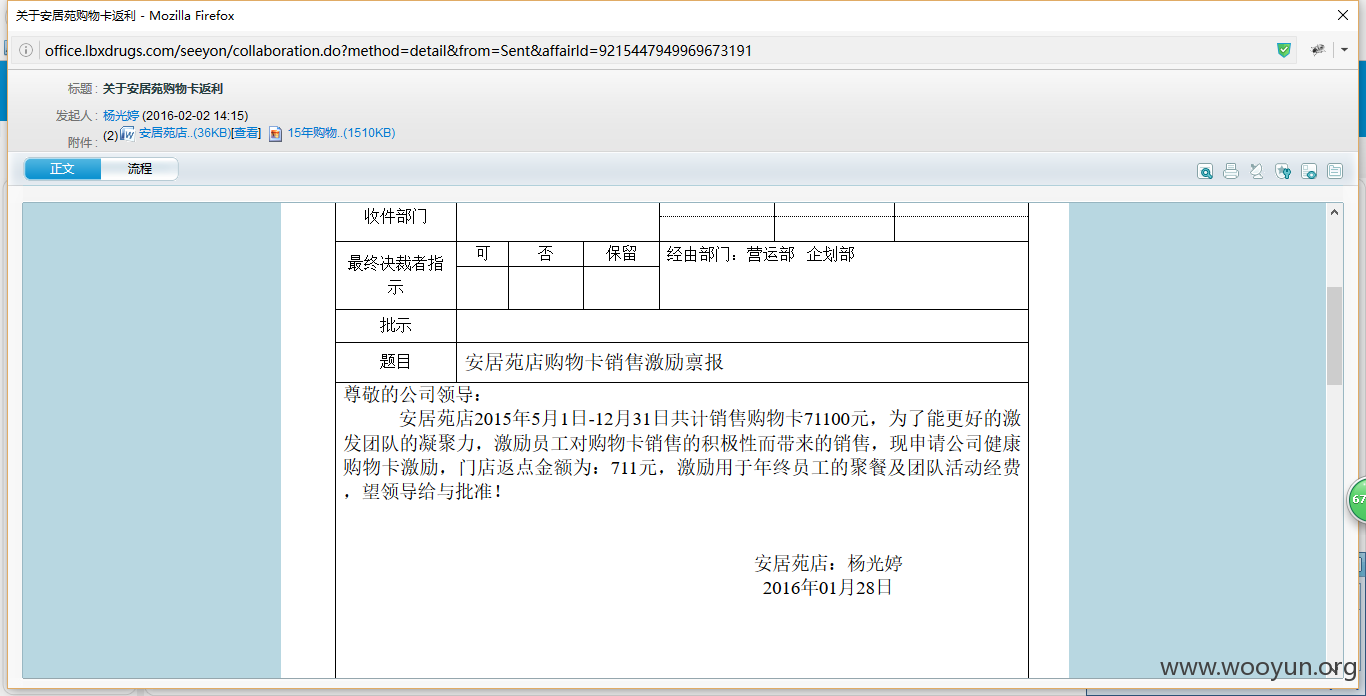 关于安居苑购物卡返利 - Mozilla Firefox
office.lbxdrugs.com/seeyon/collaboration.do?method=detail&from=Sent&affairId=9215447949969673191
标题: 关于安居苑购物卡返利
发起人: 杨光婷 (2016-02-02 14:15)
附件: (2) 安居苑店..(36KB)[查看] 15年购物..(1510KB)
正文 流程
收件部门
最终决裁者指示 可 否 保留 经由部门：营运部 企划部
批示
题目 安居苑店购物卡销售激励禀报
尊敬的公司领导：
安居苑店2015年5月1日-12月31日共计销售购物卡71100元，为了能更好的激
发团队的凝聚力，激励员工对购物卡销售的积极性而带来的销售，现申请公司健康
购物卡激励，门店返点金额为：711元，激励用于年终员工的聚餐及团队活动经费
，望领导给与批准！
安居苑店：杨光婷
2016年01月28日
67
www.wooyun.org